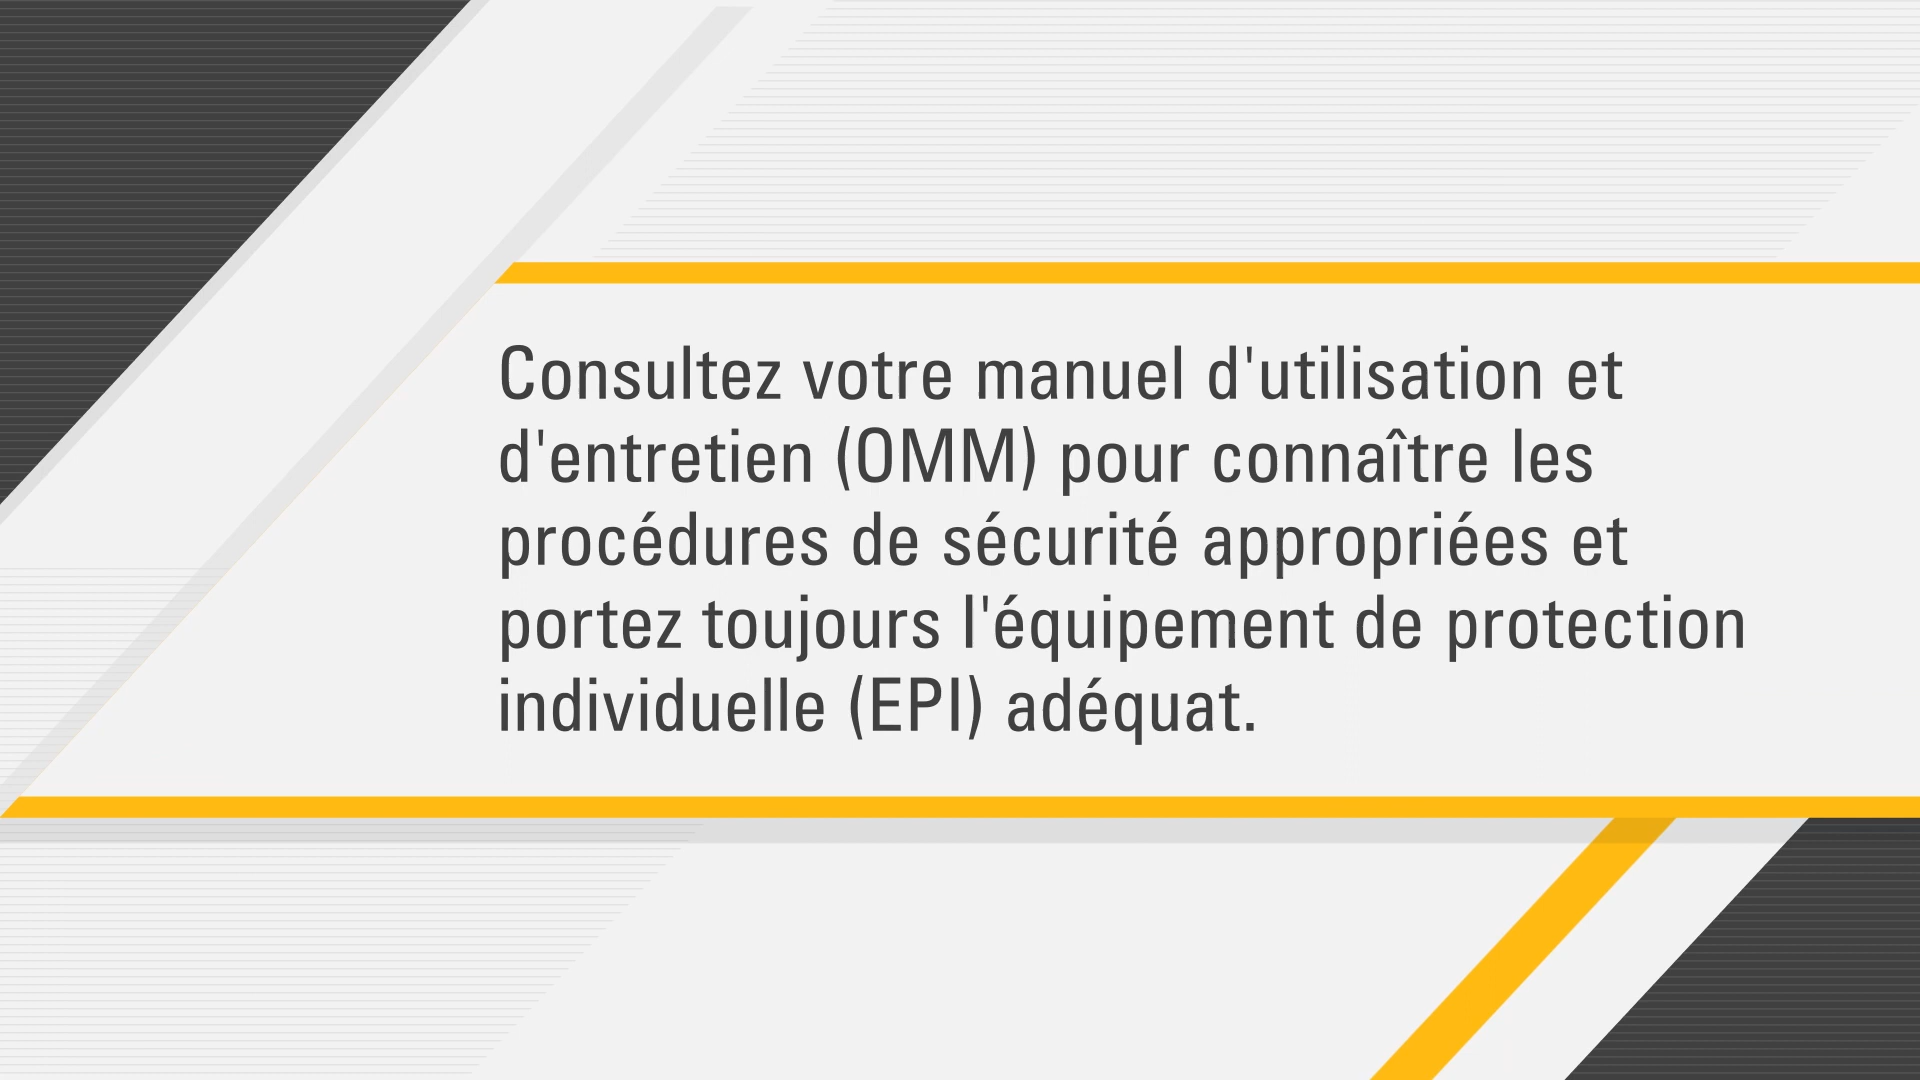 Consultez votre manuel d'utilisation et
d'entretien (OMM) pour connaître les
procédures de sécurité appropriées et
portez toujours l'équipement de protection
individuelle (EPI) adéquat.